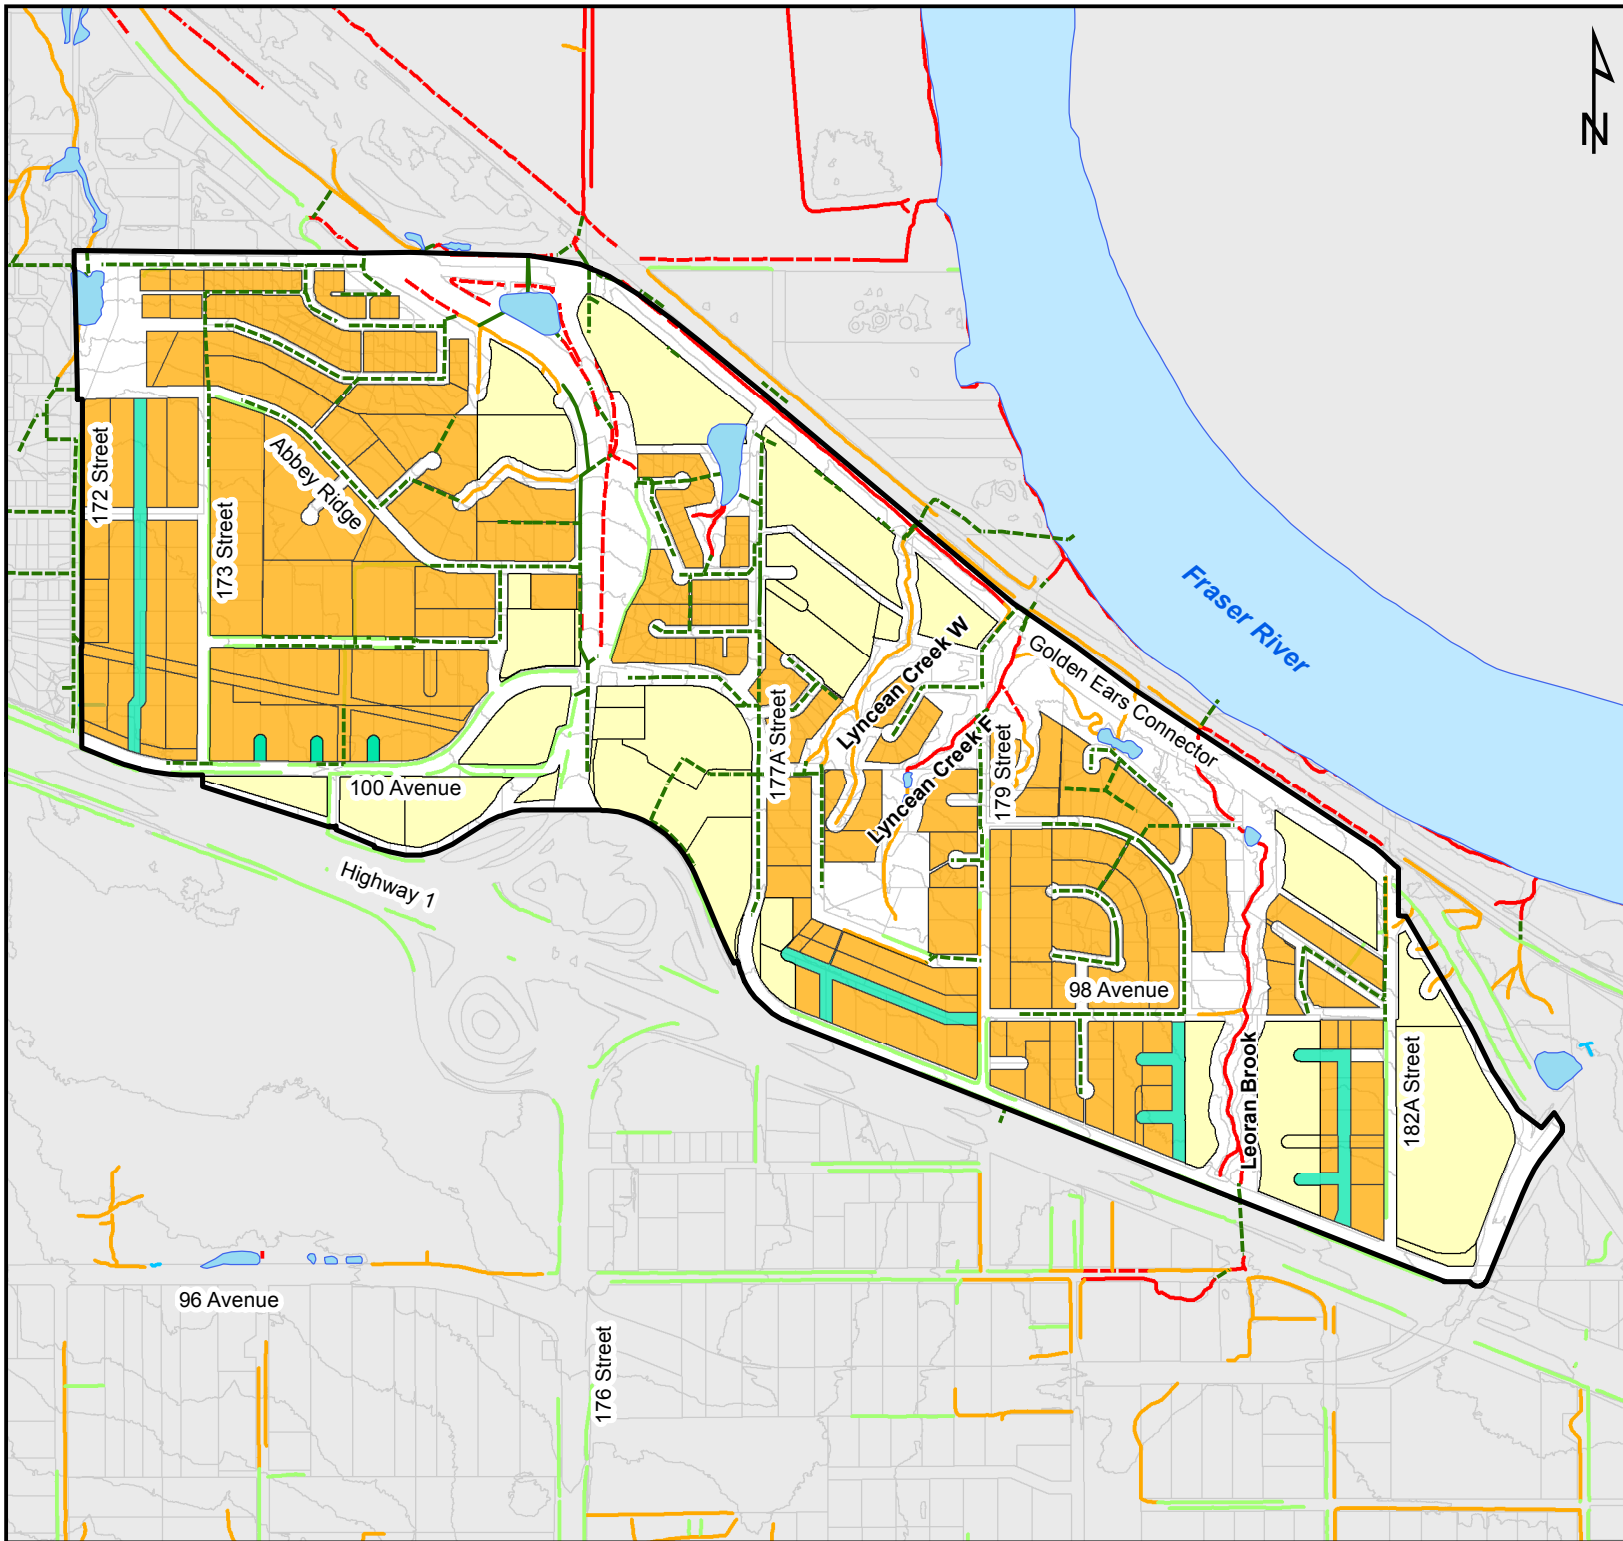 N
172 Street
Abbey Ridge
173 Street
Fraser River
Lyncean Creek W
Golden Ears Connector
177A Street
Lyncean Creek E
179 Street
100 Avenue
Highway 1
98 Avenue
Leoran Brook
182A Street
96 Avenue
176 Street